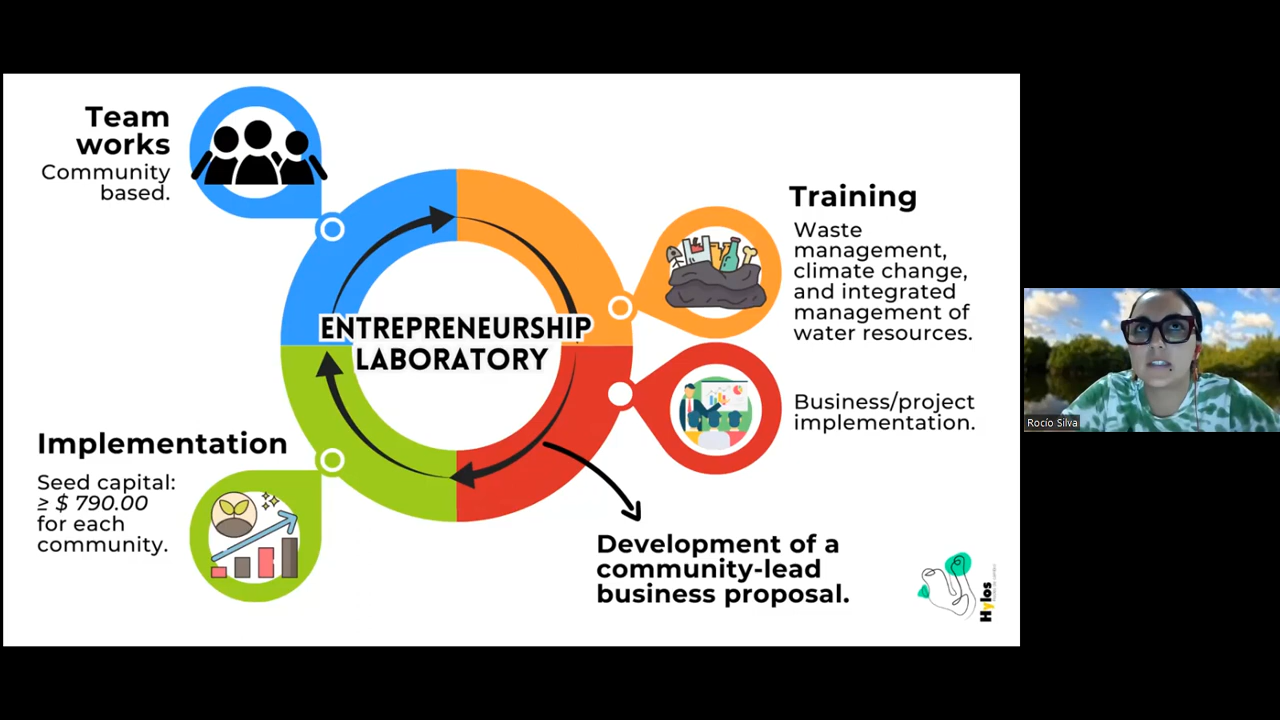 Team
works
Community
based.
ENTREPRENEURSHIP
LABORATORY
Training
Waste
management,
climate change,
and integrated
management of
water resources.
Business/project
implementation.
Implementation
Seed capital:
≥ $ 790.00
for each
community.
Development of a
community-lead
business proposal.
Hylos
Rocío Silva